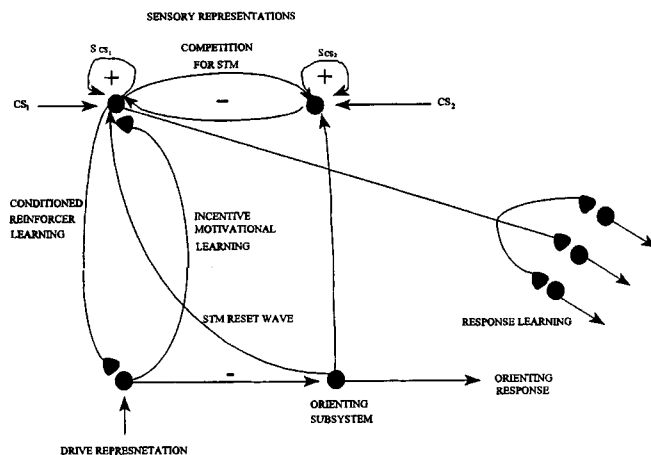 SENSORY REPRESENTATIONS
S CS₁
COMPETITION
FOR STM
S CS₂
+
+
-
CS₁
CS₂
CONDITIONED
REINFORCER
LEARNING
INCENTIVE
MOTIVATIONAL
LEARNING
STM RESET WAVE
RESPONSE LEARNING
-
ORIENTING
SUBSYSTEM
ORIENTING
RESPONSE
DRIVE REPRESNETATION